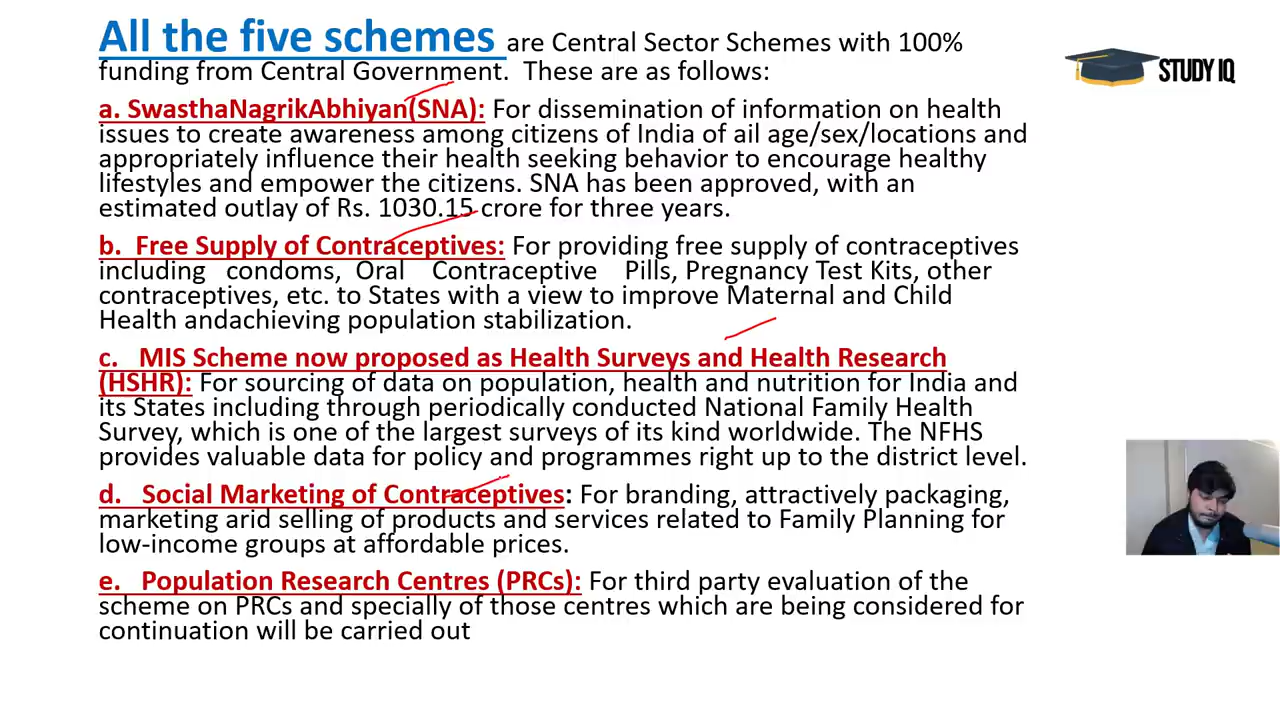 All the five schemes are Central Sector Schemes with 100%
funding from Central Government.  These are as follows:
STUDY IQ
a. SwasthaNagrikAbhiyan(SNA): For dissemination of information on health
issues to create awareness among citizens of India of ail age/sex/locations and
appropriately influence their health seeking behavior to encourage healthy
lifestyles and empower the citizens. SNA has been approved, with an
estimated outlay of Rs. 1030.15 crore for three years.
b.  Free Supply of Contraceptives: For providing free supply of contraceptives
including condoms, Oral Contraceptive Pills, Pregnancy Test Kits, other
contraceptives, etc. to States with a view to improve Maternal and Child
Health andachieving population stabilization.
c.  MIS Scheme now proposed as Health Surveys and Health Research
(HSHR): For sourcing of data on population, health and nutrition for India and
its States including through periodically conducted National Family Health
Survey, which is one of the largest surveys of its kind worldwide. The NFHS
provides valuable data for policy and programmes right up to the district level.
d.  Social Marketing of Contraceptives: For branding, attractively packaging,
marketing arid selling of products and services related to Family Planning for
low-income groups at affordable prices.
e.  Population Research Centres (PRCs): For third party evaluation of the
scheme on PRCs and specially of those centres which are being considered for
continuation will be carried out